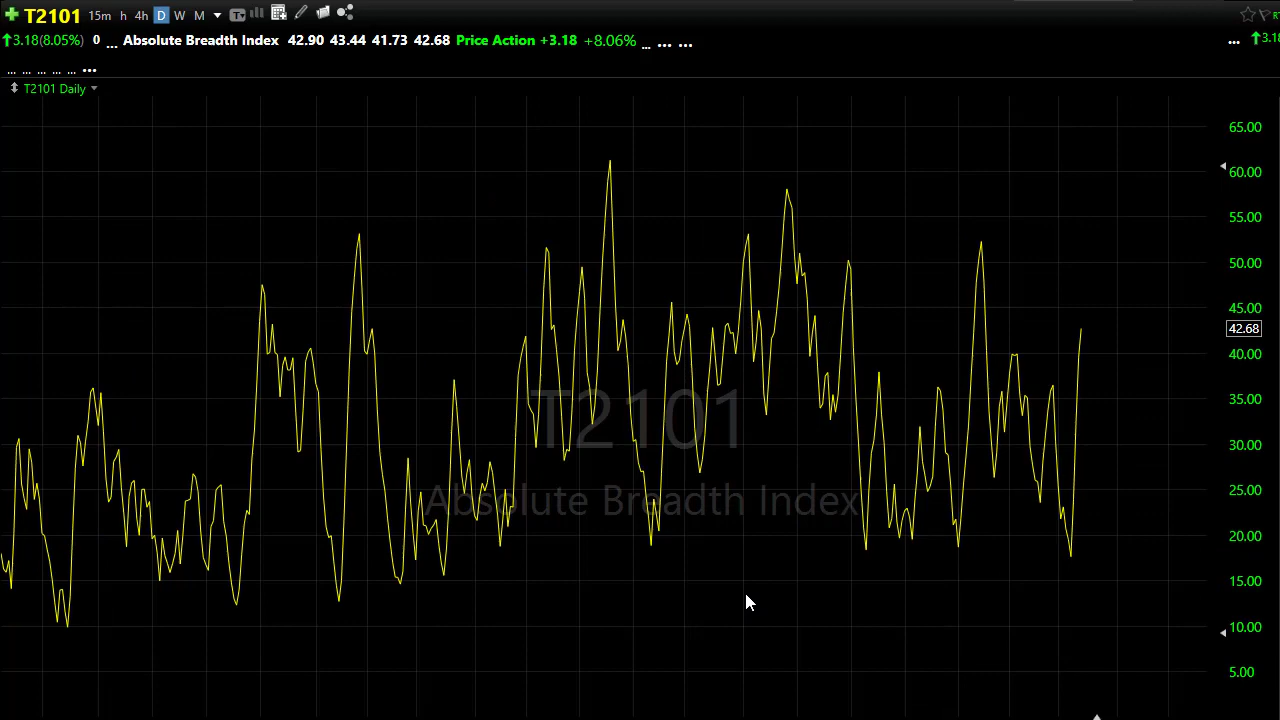 T2101 15m h 4h D W M
3.18(8.05%) 0 ... Absolute Breadth Index 42.90 43.44 41.73 42.68 Price Action +3.18 +8.06% ... ... ... ... 3.18
... ... ... ... ... ...
T2101 Daily
65.00
60.00
55.00
50.00
45.00
42.68
40.00
35.00
30.00
25.00
20.00
15.00
10.00
5.00
T2101
Absolute Breadth Index